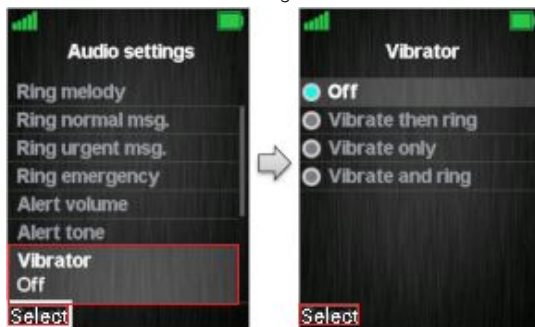 Audio settings
Ring melody
Ring normal msg.
Ring urgent msg.
Ring emergency
Alert volume
Alert tone
Vibrator
Off
Select
Vibrator
Off
Vibrate then ring
Vibrate only
Vibrate and ring
Select